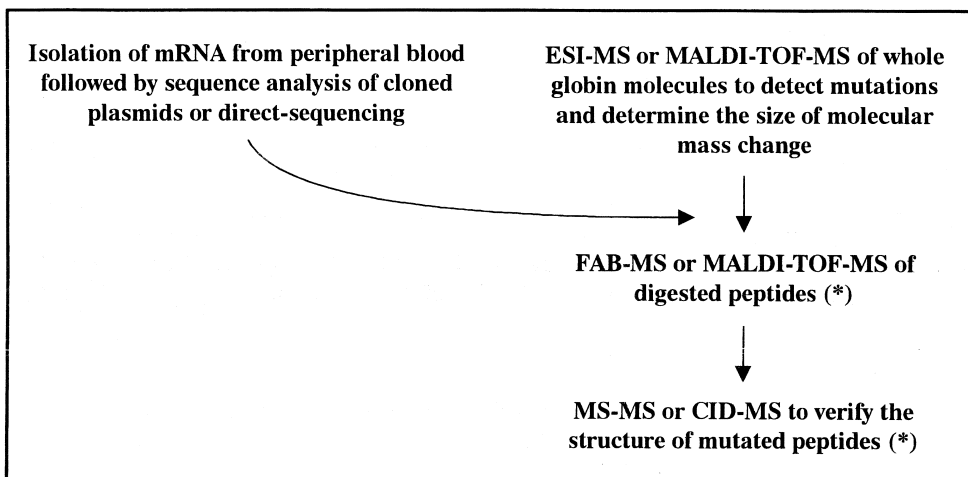 Isolation of mRNA from peripheral blood
followed by sequence analysis of cloned
plasmids or direct-sequencing
ESI-MS or MALDI-TOF-MS of whole
globin molecules to detect mutations
and determine the size of molecular
mass change
FAB-MS or MALDI-TOF-MS of
digested peptides (*)
MS-MS or CID-MS to verify the
structure of mutated peptides (*)